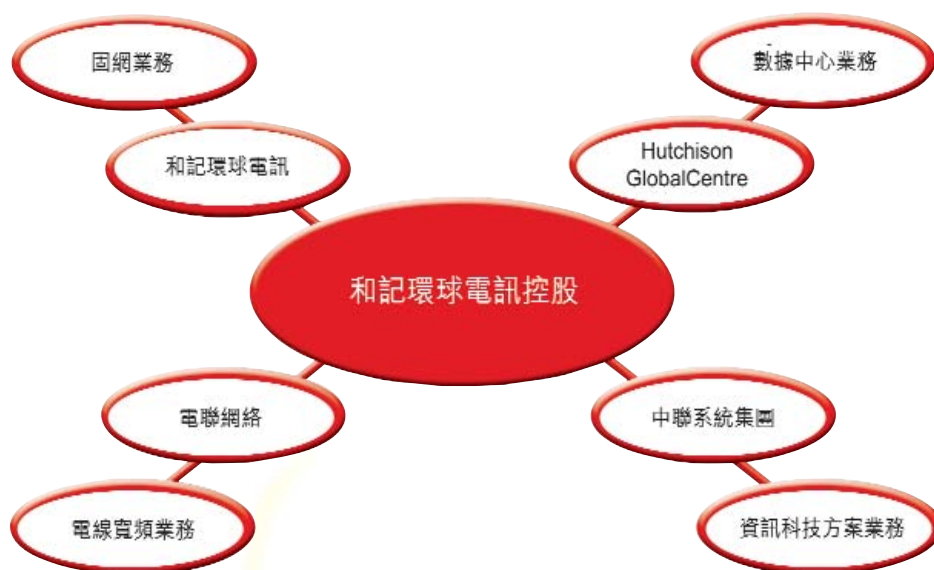 固網業務
數據中心業務
和記環球電訊
Hutchison
GlobalCentre
和記環球電訊控股
電聯網絡
中聯系統集團
電線寬頻業務
資訊科技方案業務